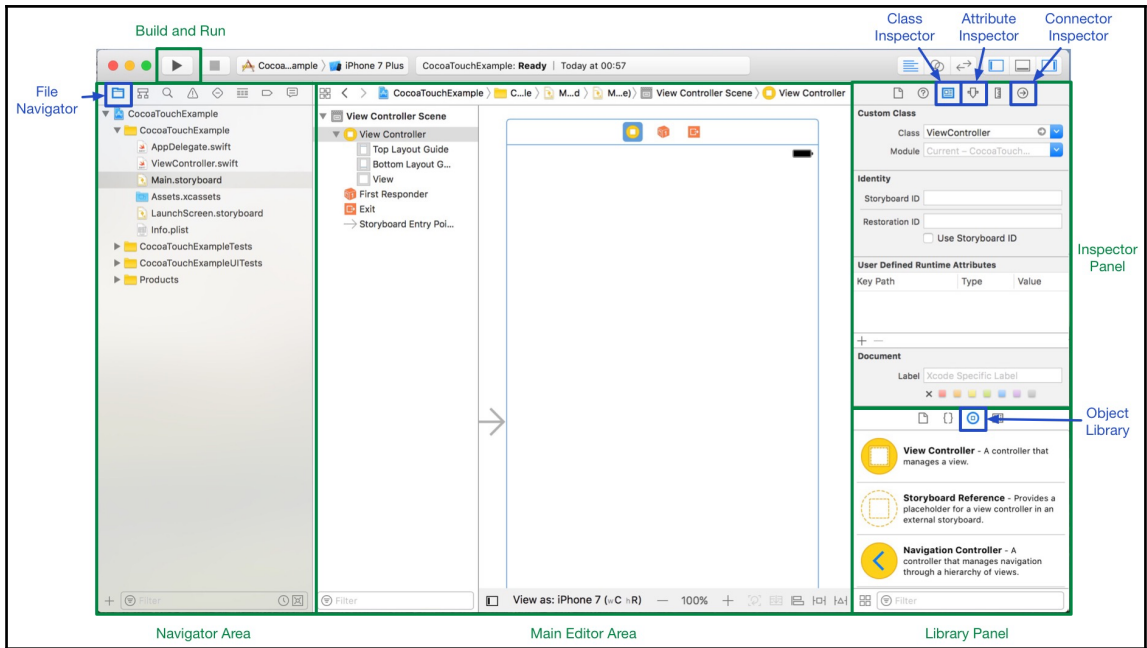 Build and Run
Class
Inspector
Attribute
Inspector
Connector
Inspector
File
Navigator
Cocoa...ample
iPhone 7 Plus
CocoaTouchExample: Ready | Today at 00:57
CocoaTouchExample
CocoaTouchExample
AppDelegate.swift
ViewController.swift
Main.storyboard
Assets.xcassets
LaunchScreen.storyboard
Info.plist
CocoaTouchExampleTests
CocoaTouchExampleUITests
Products
Filter
CocoaTouchExample
C...le
M...d
M...e)
View Controller Scene
View Controller
View Controller Scene
View Controller
Top Layout Guide
Bottom Layout G...
View
First Responder
Exit
Storyboard Entry Poi...
Filter
View as: iPhone 7 (wC hR)
— 100% +
Custom Class
Class ViewController
Module Current – CocoaTouch...
Identity
Storyboard ID
Restoration ID
Use Storyboard ID
User Defined Runtime Attributes
Key Path Type Value
+ —
Document
Label Xcode Specific Label
Inspector
Panel
Object
Library
View Controller - A controller that
manages a view.
Storyboard Reference - Provides a
placeholder for a view controller in an
external storyboard.
Navigation Controller - A
controller that manages navigation
through a hierarchy of views.
Filter
Navigator Area
Main Editor Area
Library Panel